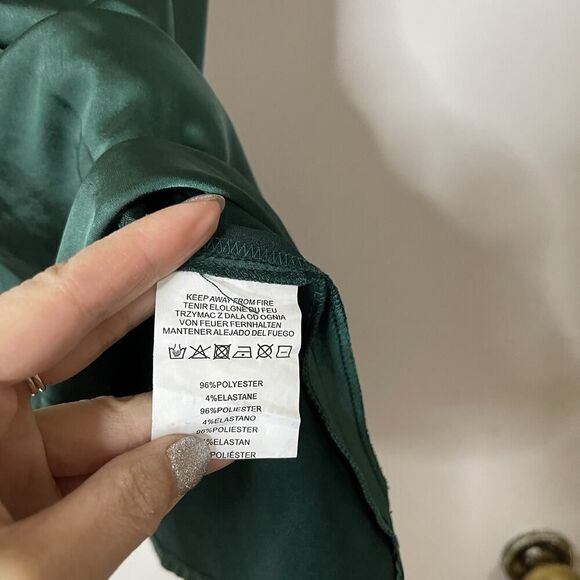 KEEP AWAY FROM FIRE
TENIR ELOLGNE DU FEU
TRZYMAC Z DALA OD OGNIA
VON FEUER FERNHALTEN
MANTENER ALEJADO DEL FUEGO
96%POLYESTER
4%ELASTANE
96%POLIESTER
4%ELASTANO
96%POLIESTER
%ELASTAN
POLIÉSTER